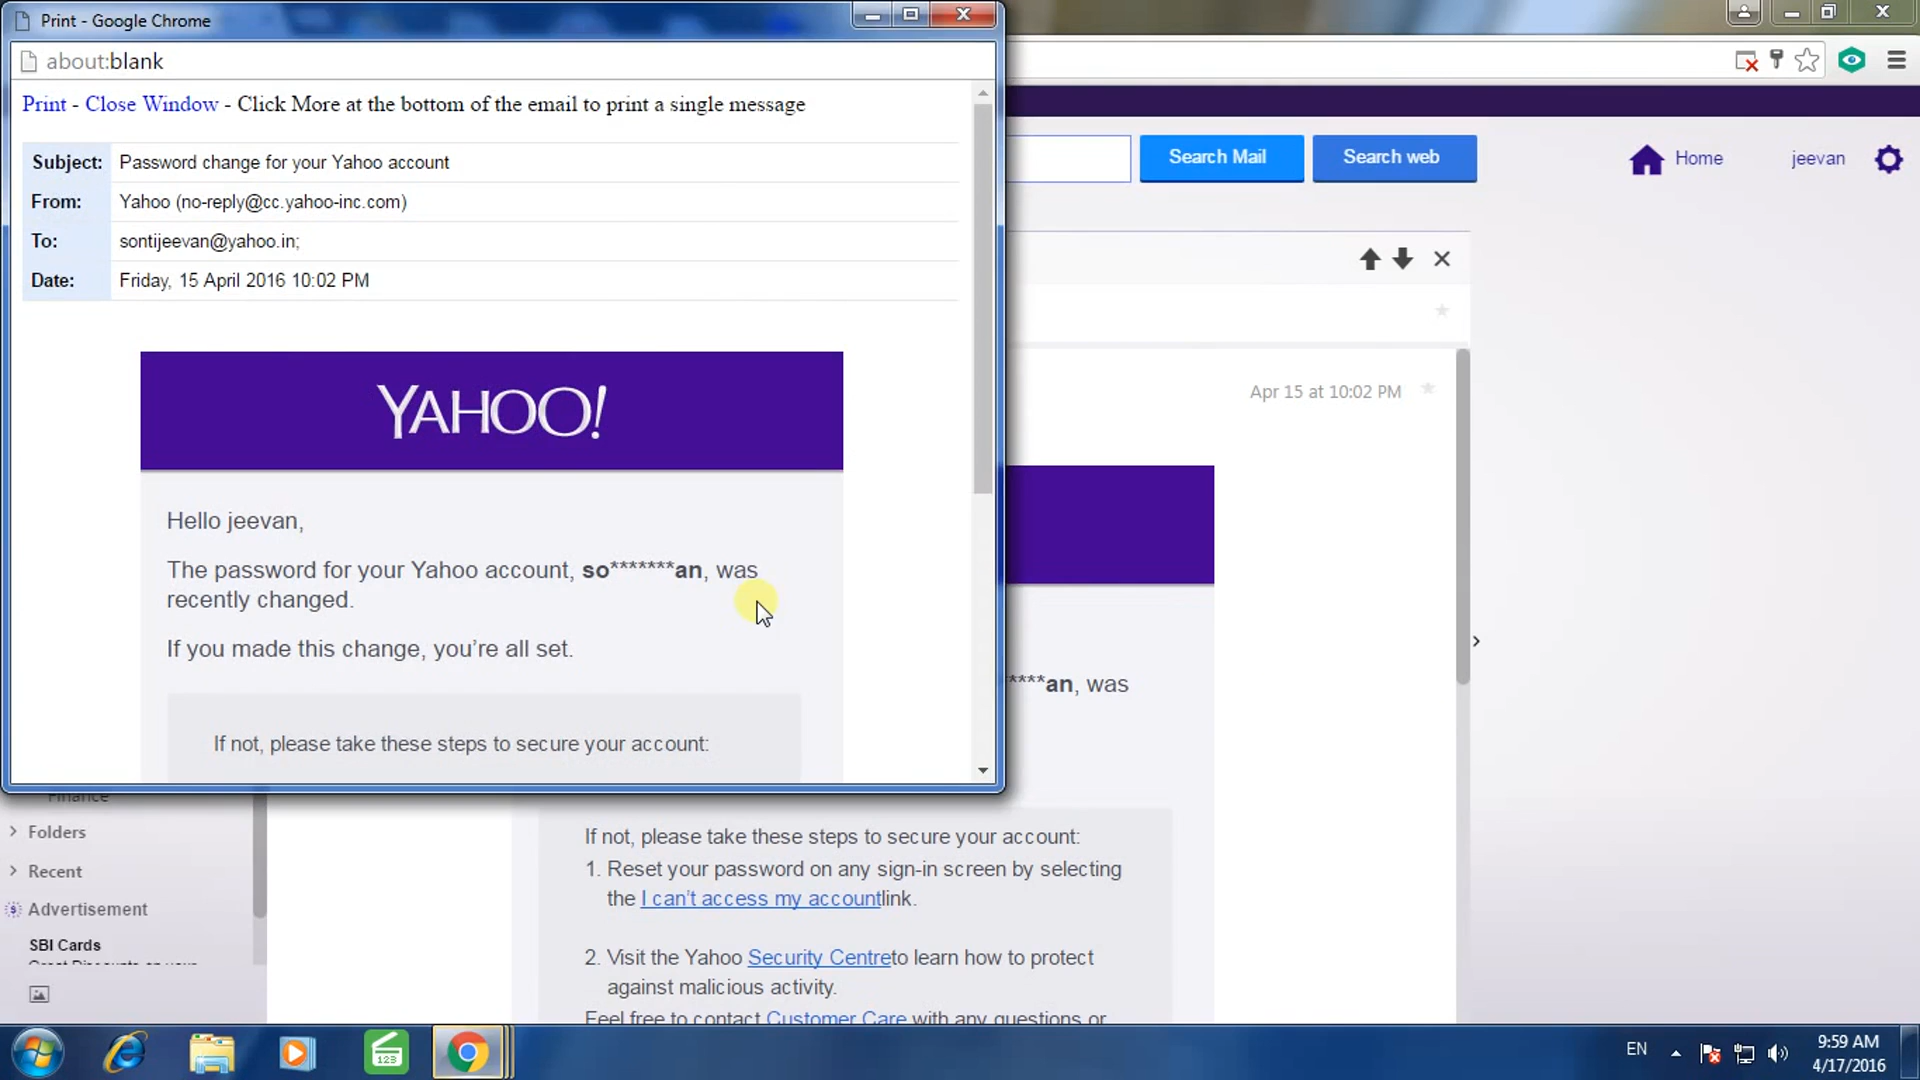 Print - Google Chrome
about:blank
Print - Close Window - Click More at the bottom of the email to print a single message
Subject: Password change for your Yahoo account
From: Yahoo (no-reply@cc.yahoo-inc.com)
To: sontijeevan@yahoo.in;
Date: Friday, 15 April 2016 10:02 PM
YAHOO!
Hello jeevan,
The password for your Yahoo account, so*******an, was
recently changed.
If you made this change, you’re all set.
If not, please take these steps to secure your account:
Search Mail
Search web
Home
jeevan
Apr 15 at 10:02 PM
****an, was
Finance
Folders
Recent
Advertisement
SBI Cards
Great Discounts on your
If not, please take these steps to secure your account:
1. Reset your password on any sign-in screen by selecting
the I can’t access my accountlink.
2. Visit the Yahoo Security Centreto learn how to protect
against malicious activity.
Feel free to contact Customer Care with any questions or
123
EN
9:59 AM
4/17/2016